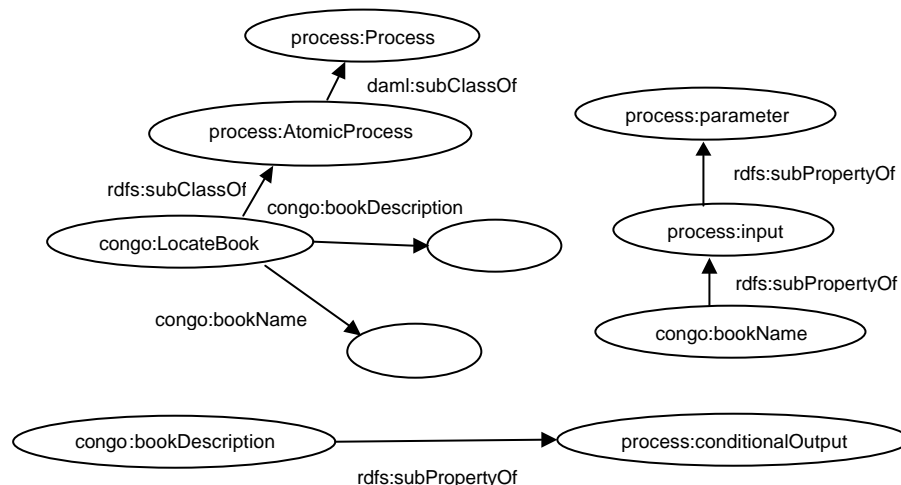 process:Process
daml:subClassOf
process:AtomicProcess
rdfs:subClassOf
congo:bookDescription
congo:LocateBook
congo:bookName
process:parameter
rdfs:subPropertyOf
process:input
rdfs:subPropertyOf
congo:bookName
congo:bookDescription
process:conditionalOutput
rdfs:subPropertyOf